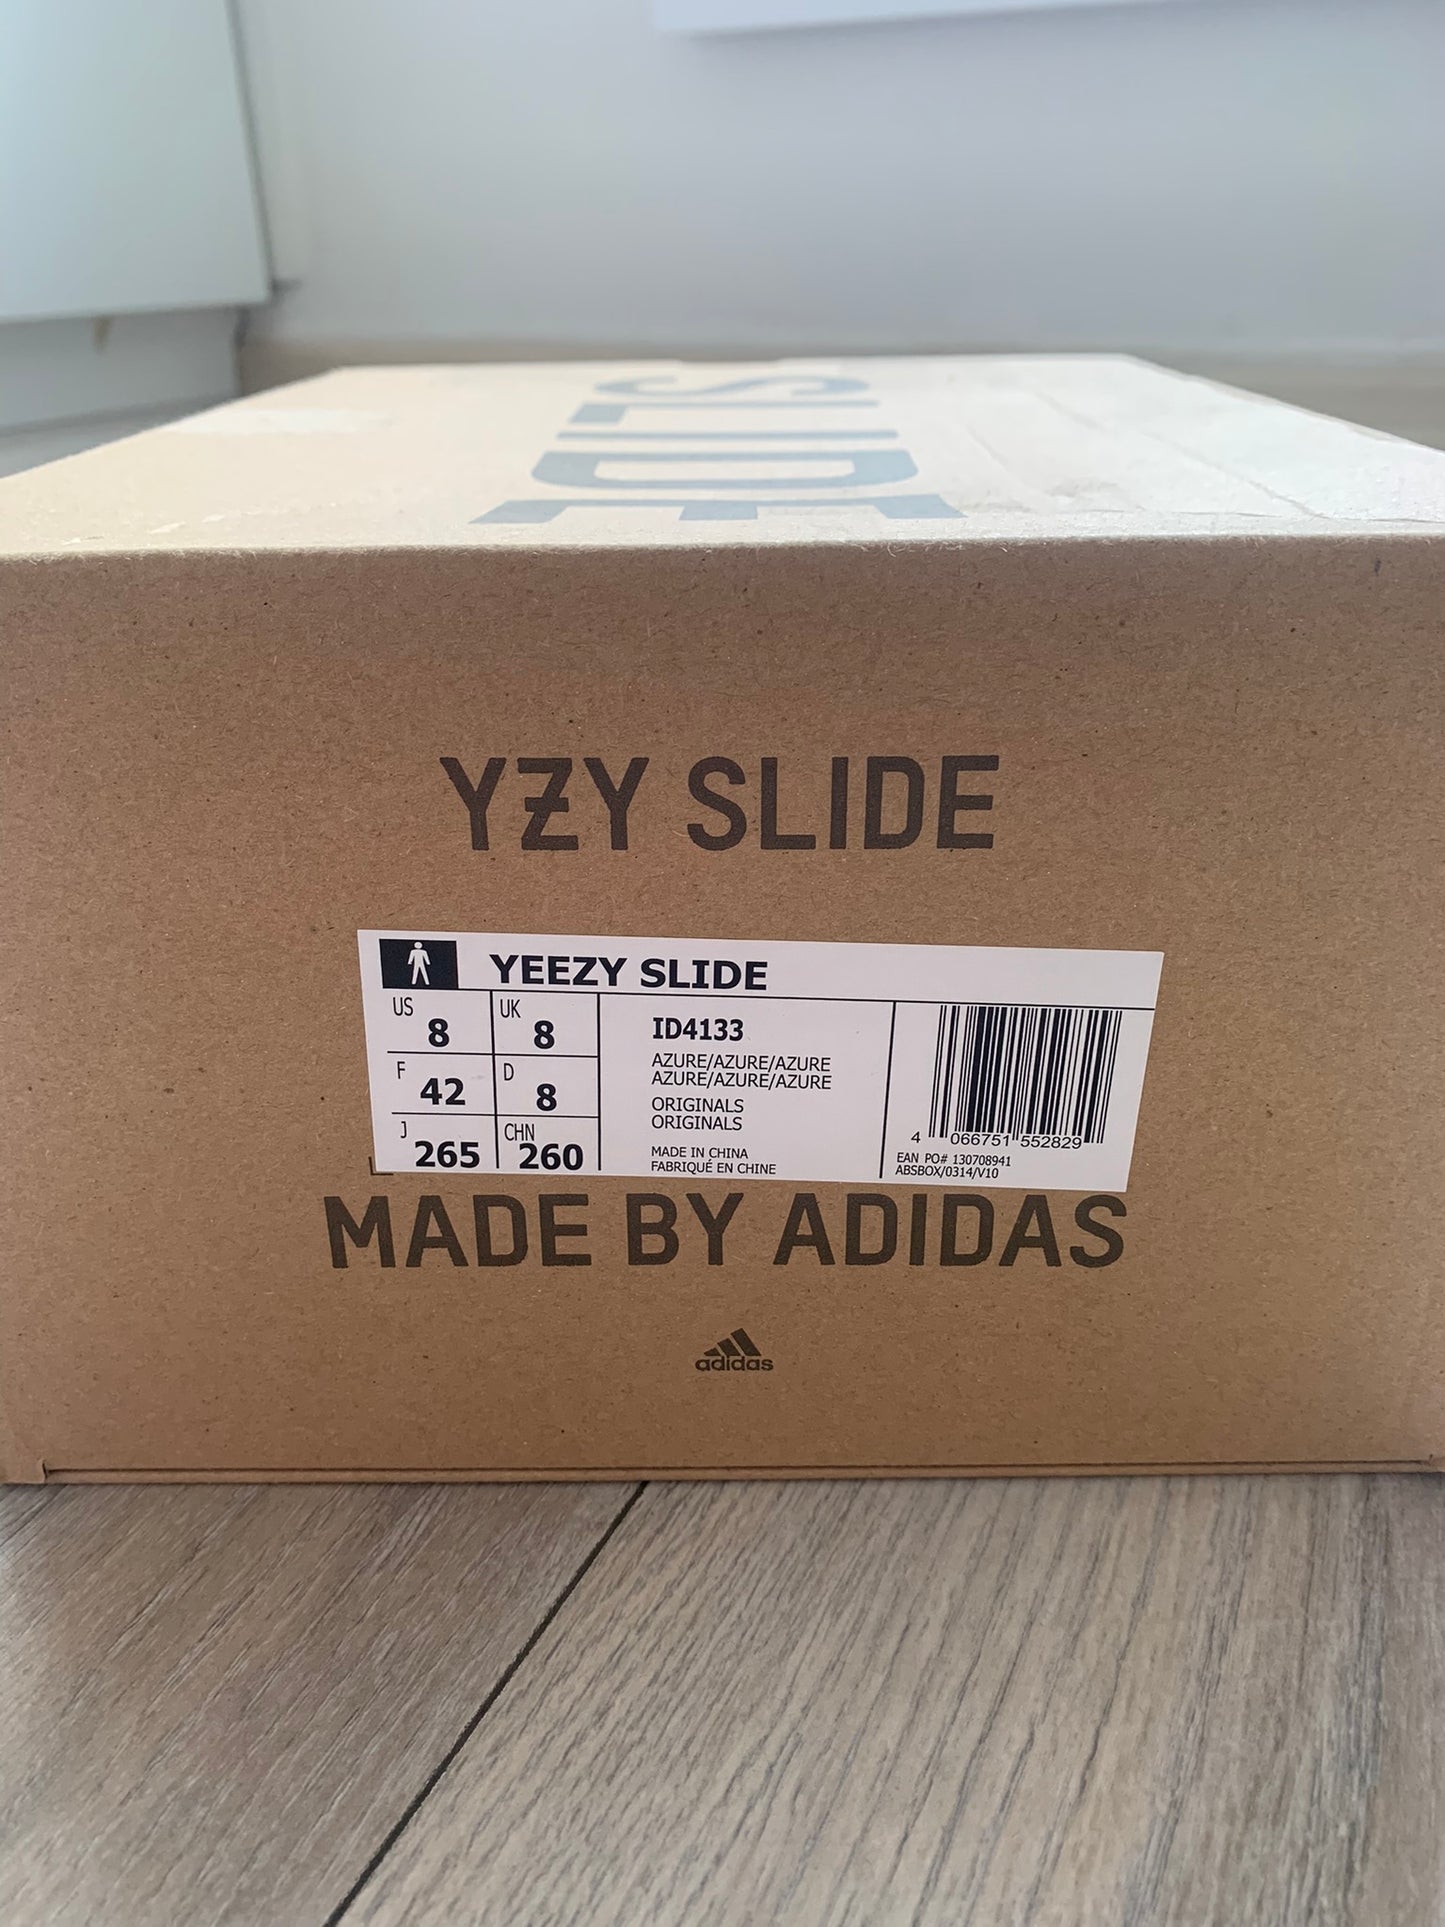 SLIDE
YZY SLIDE
YEEZY SLIDE
US 8 UK 8
F 42 D 8
J 265 CHN 260
ID4133
AZURE/AZURE/AZURE
AZURE/AZURE/AZURE
ORIGINALS
ORIGINALS
MADE IN CHINA
FABRIQUÉ EN CHINE
4 066751 552829
EAN PO# 130708941
ABSBOX/0314/V10
MADE BY ADIDAS
adidas